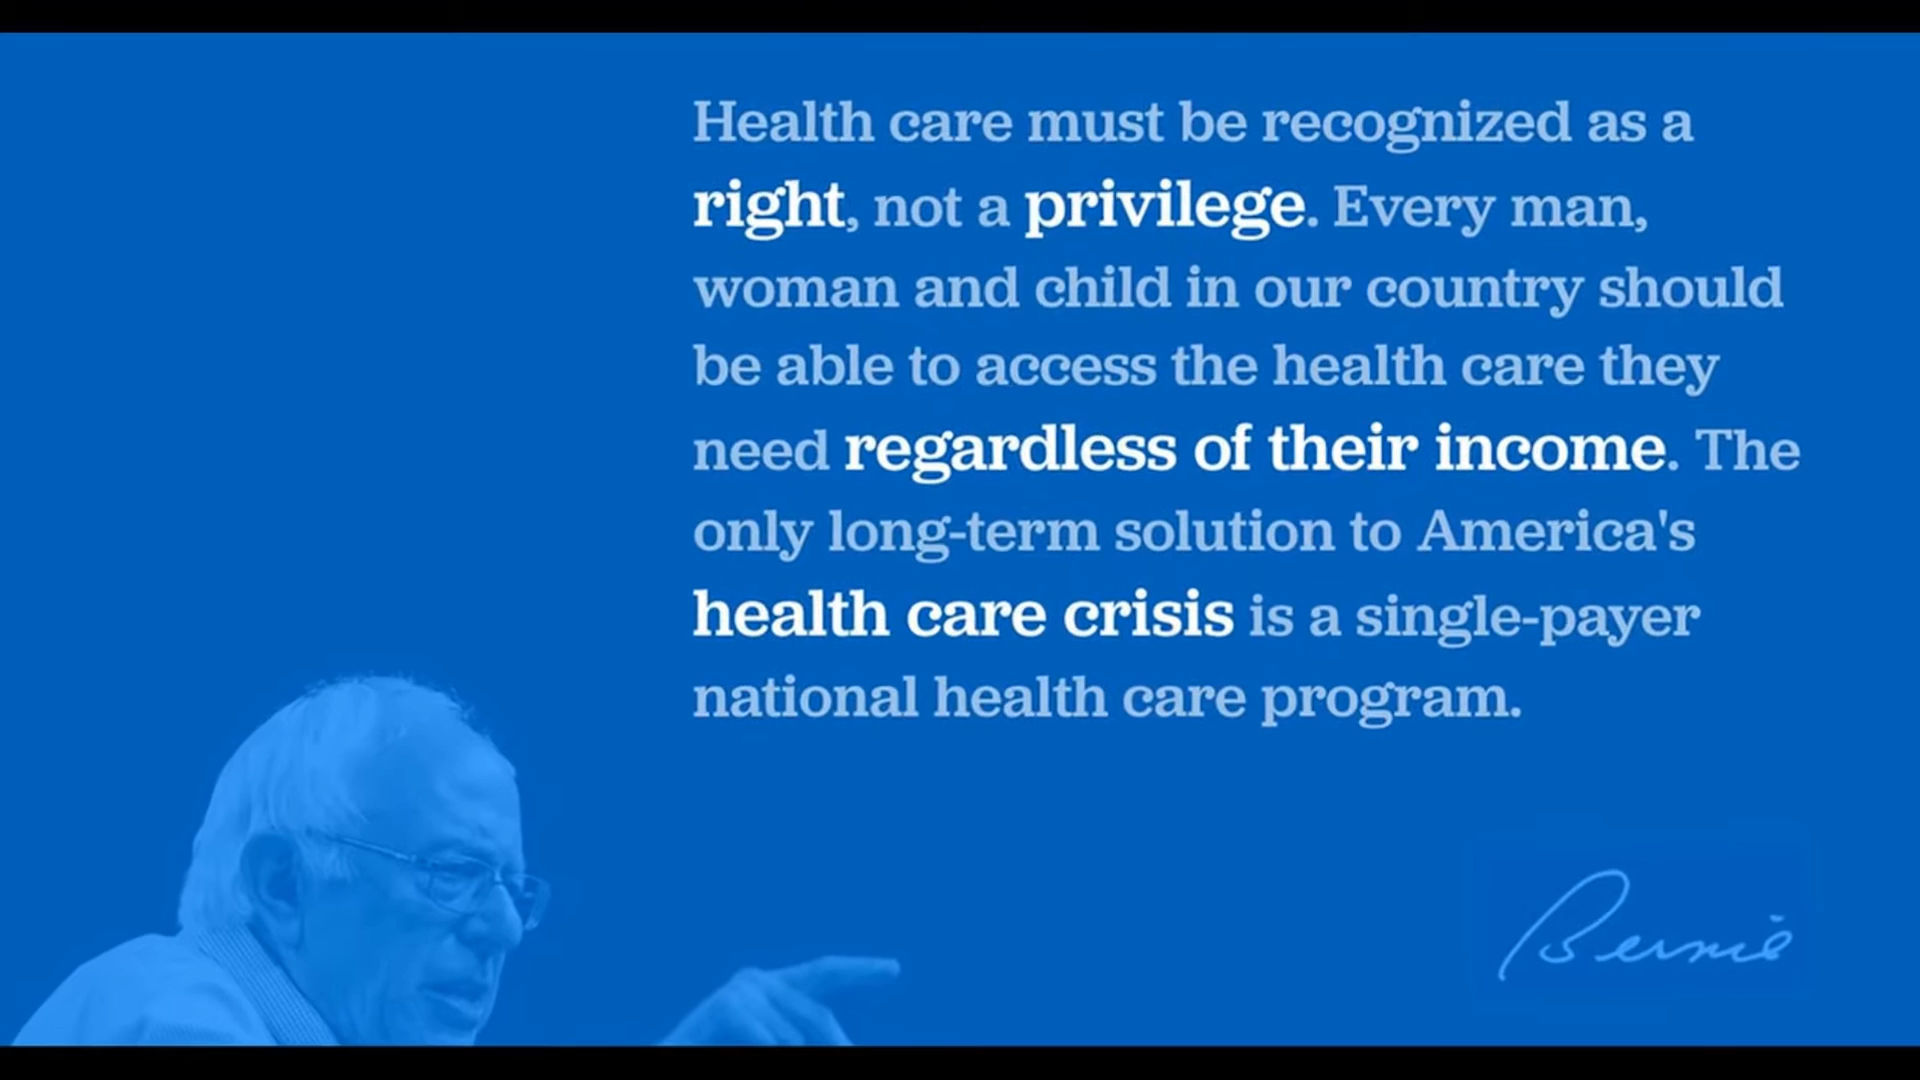 Health care must be recognized as a
right, not a privilege. Every man,
woman and child in our country should
be able to access the health care they
need regardless of their income. The
only long-term solution to America's
health care crisis is a single-payer
national health care program.
Bernie